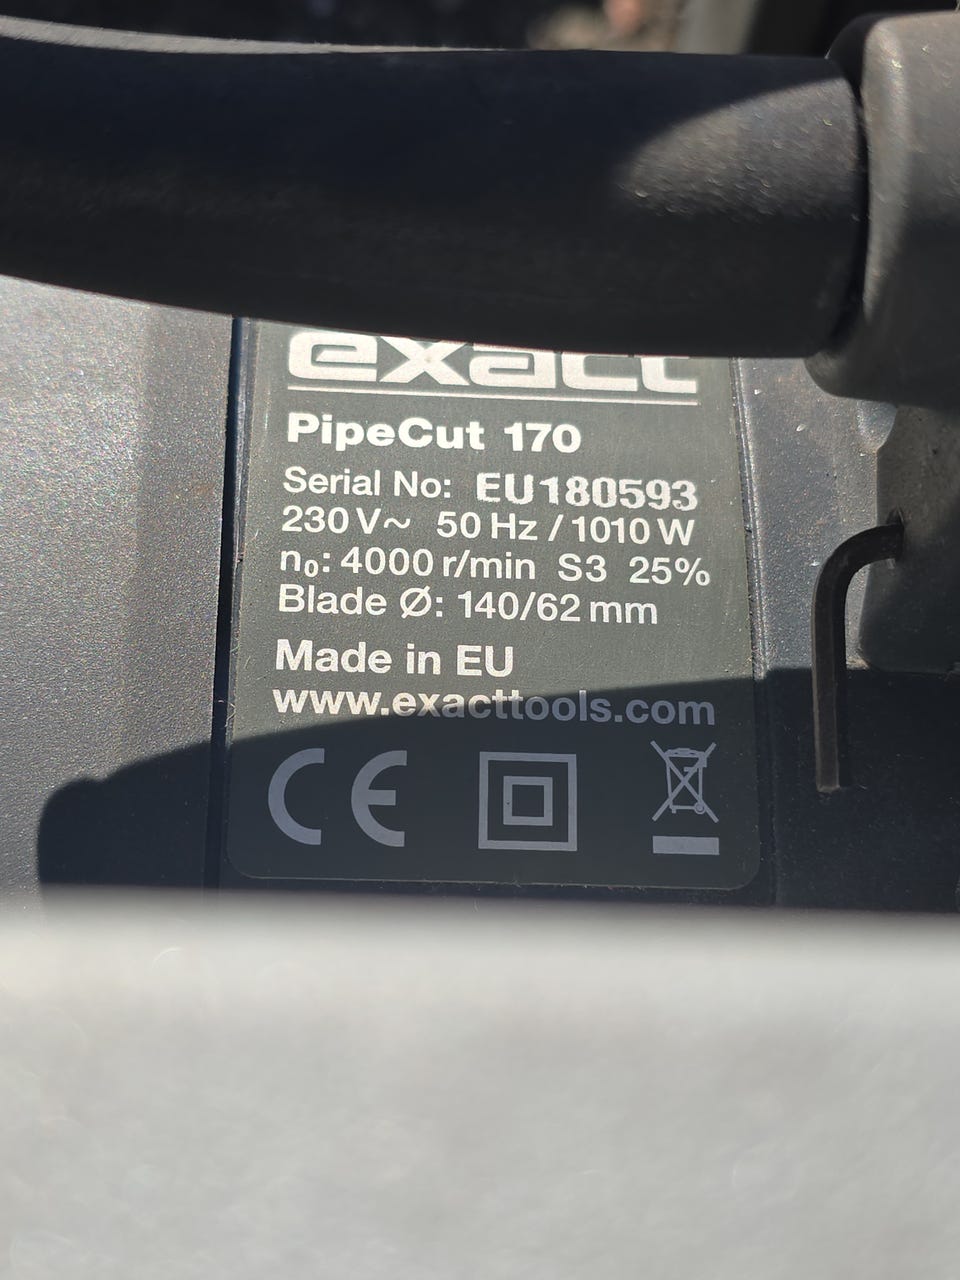 exact
PipeCut 170
Serial No: EU180593
230 V~ 50 Hz / 1010 W
n₀: 4000 r/min S3 25%
Blade Ø: 140/62 mm
Made in EU
www.exacttools.com
CE